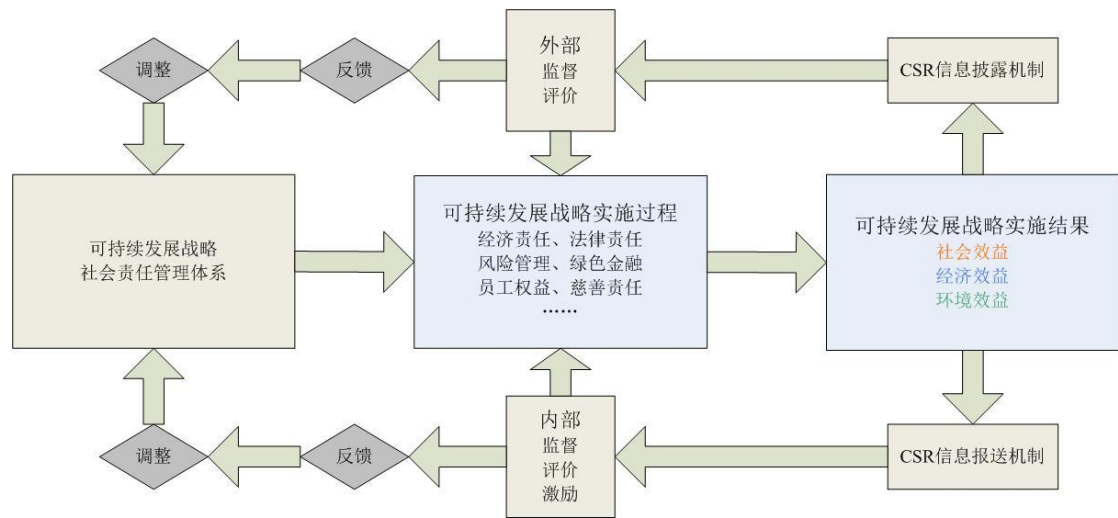 调整
反馈
外部
监督
评价
CSR信息披露机制
可持续发展战略
社会责任管理体系
可持续发展战略实施过程
经济责任、法律责任
风险管理、绿色金融
员工权益、慈善责任
……
可持续发展战略实施结果
社会效益
经济效益
环境效益
调整
反馈
内部
监督
评价
激励
CSR信息报送机制